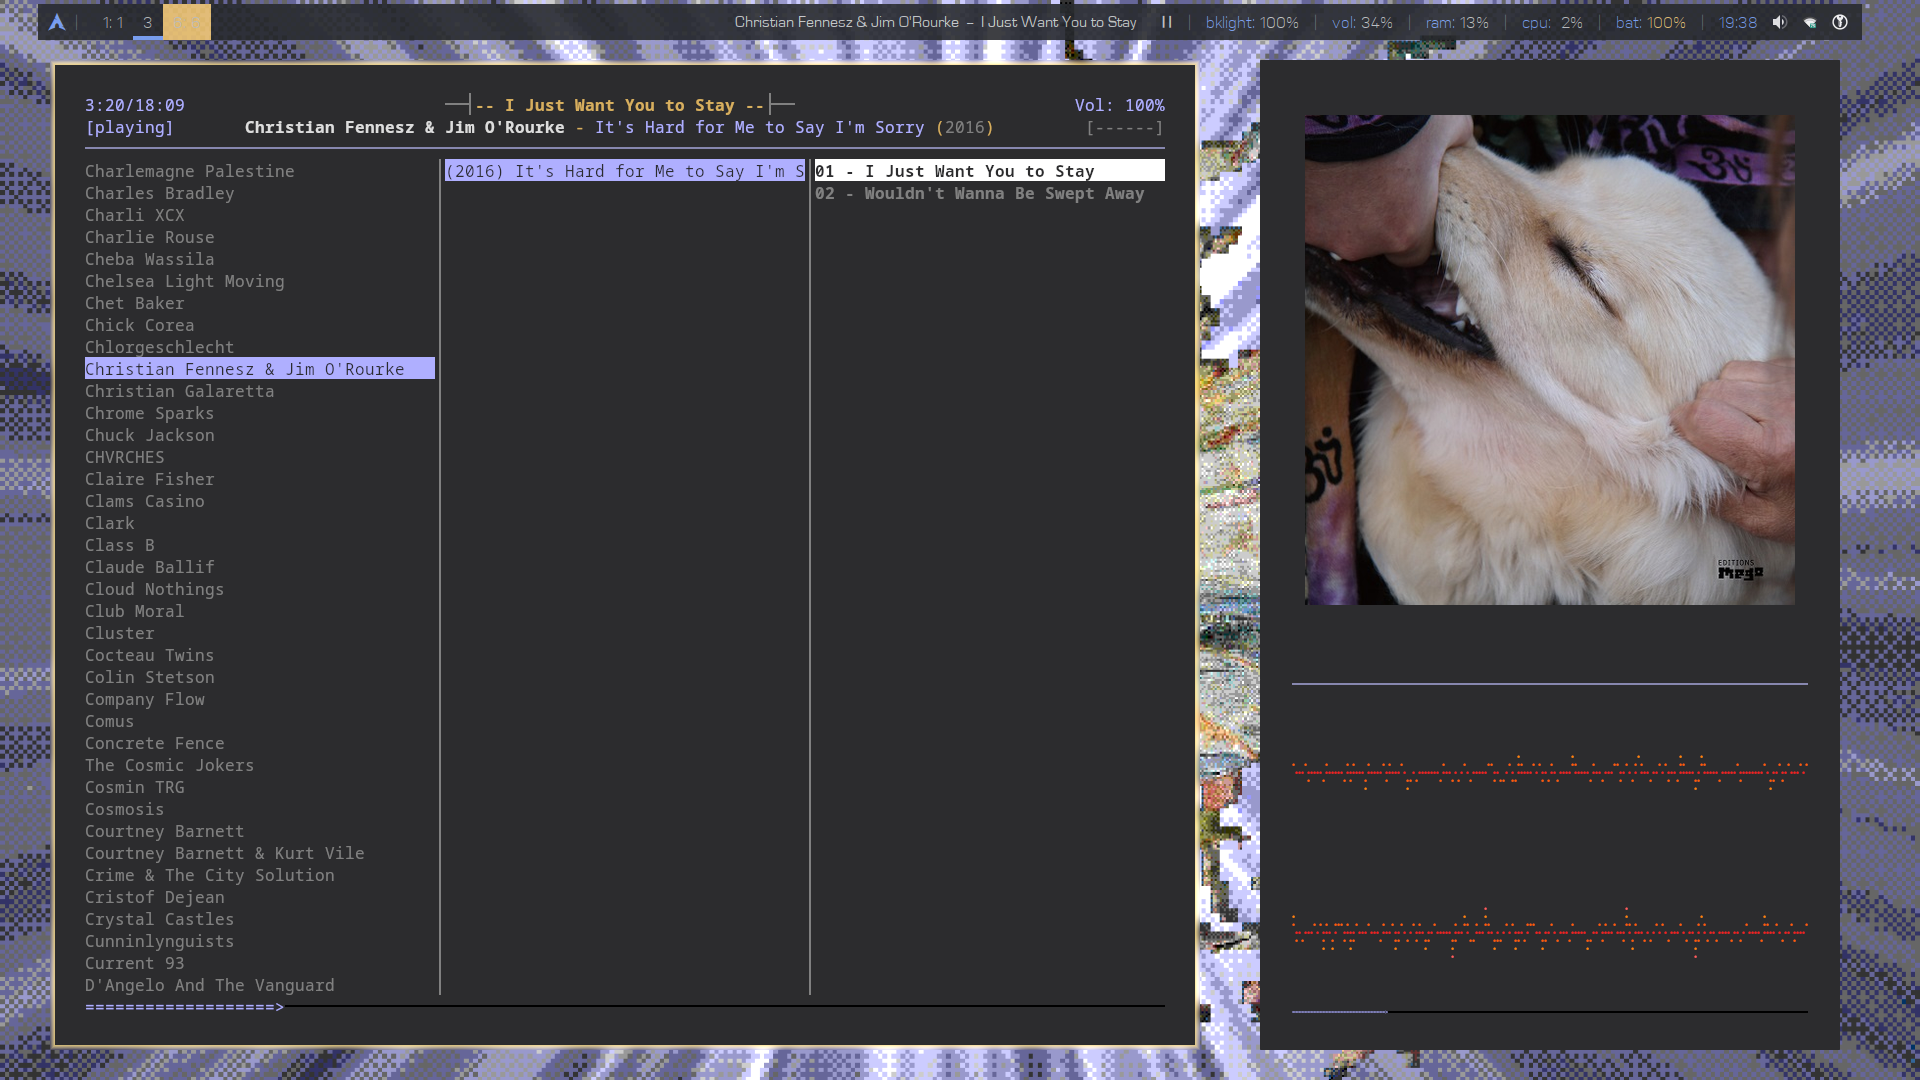 1: 1 3
Christian Fennesz & Jim O'Rourke – I Just Want You to Stay
bklight: 100% | vol: 34% | ram: 13% | cpu: 2% | bat: 100% | 19:38
3:20/18:09 -- I Just Want You to Stay -- Vol: 100%
[playing] Christian Fennesz & Jim O'Rourke - It's Hard for Me to Say I'm Sorry (2016) [------]
Charlemagne Palestine
Charles Bradley
Charli XCX
Charlie Rouse
Cheba Wassila
Chelsea Light Moving
Chet Baker
Chick Corea
Chlorgeschlecht
Christian Fennesz & Jim O'Rourke
Christian Galaretta
Chrome Sparks
Chuck Jackson
CHVRCHES
Claire Fisher
Clams Casino
Clark
Class B
Claude Ballif
Cloud Nothings
Club Moral
Cluster
Cocteau Twins
Colin Stetson
Company Flow
Comus
Concrete Fence
The Cosmic Jokers
Cosmin TRG
Cosmosis
Courtney Barnett
Courtney Barnett & Kurt Vile
Crime & The City Solution
Cristof Dejean
Crystal Castles
Cunninlynguists
Current 93
D'Angelo And The Vanguard
(2016) It's Hard for Me to Say I'm S
01 - I Just Want You to Stay
02 - Wouldn't Wanna Be Swept Away
EDITIONS
mego
ॐ
ॐ